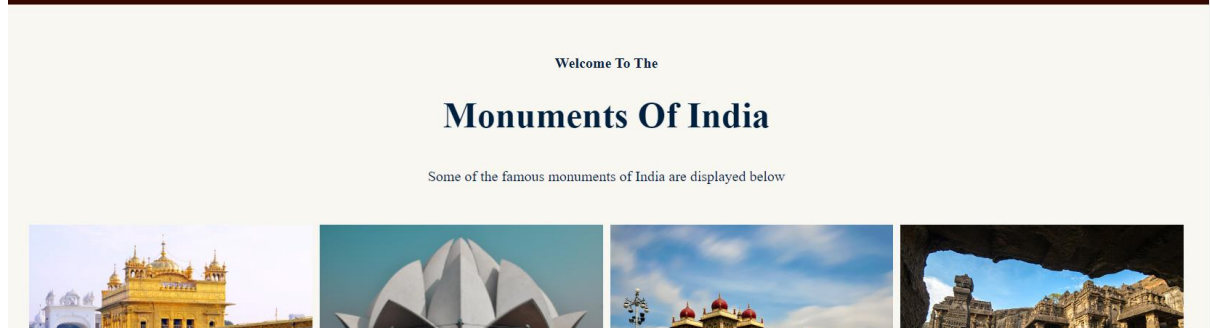 Welcome To The
Monuments Of India
Some of the famous monuments of India are displayed below